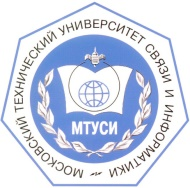 МОСКОВСКИЙ ТЕХНИЧЕСКИЙ УНИВЕРСИТЕТ СВЯЗИ И ИНФОРМАТИКИ
МТУСИ